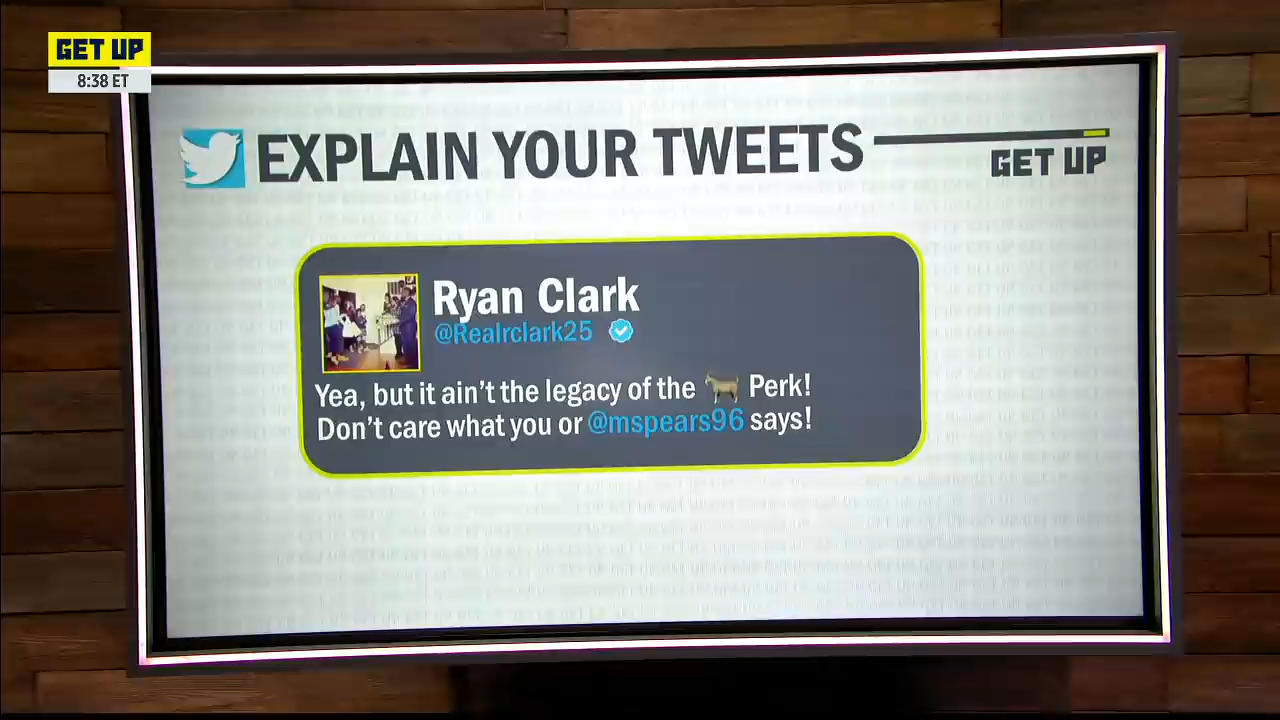 GET UP
8:38 ET
EXPLAIN YOUR TWEETS
GET UP
Ryan Clark
@Realrclark25
Yea, but it ain't the legacy of the 🐐 Perk!
Don't care what you or @mspears96 says!